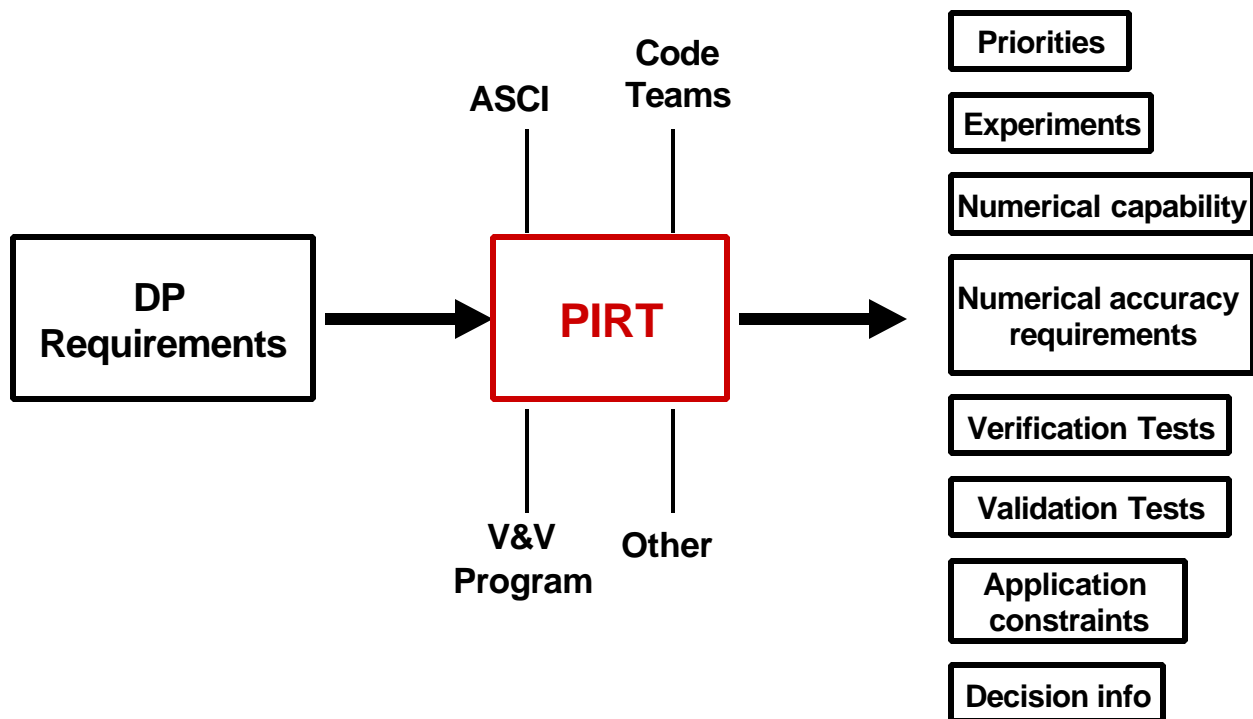 DP
Requirements
ASCI
Code
Teams
PIRT
V&V
Program
Other
Priorities
Experiments
Numerical capability
Numerical accuracy
requirements
Verification Tests
Validation Tests
Application
constraints
Decision info